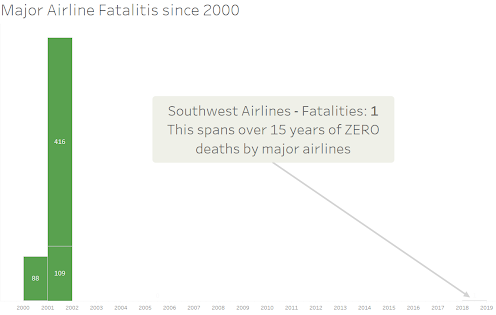 Major Airline Fatalitis since 2000
Southwest Airlines - Fatalities: 1
This spans over 15 years of ZERO
deaths by major airlines
416
109
88
2000 2001 2002 2003 2004 2005 2006 2007 2008 2009 2010 2011 2012 2013 2014 2015 2016 2017 2018 2019